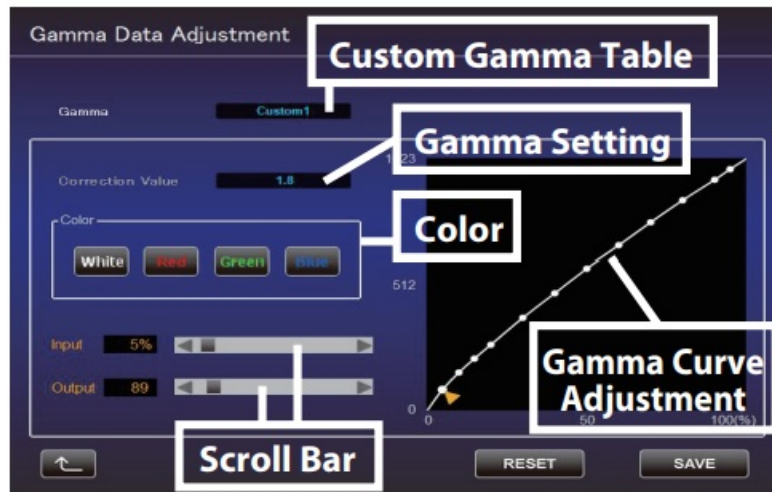 Gamma Data Adjustment
Custom Gamma Table
Gamma
Custom1
Gamma Setting
1023
Correction Value
1.8
Color
Color
White
Red
Green
Blue
512
Input
5%
Output
89
Gamma Curve
Adjustment
0
0
50
100(%)
Scroll Bar
RESET
SAVE